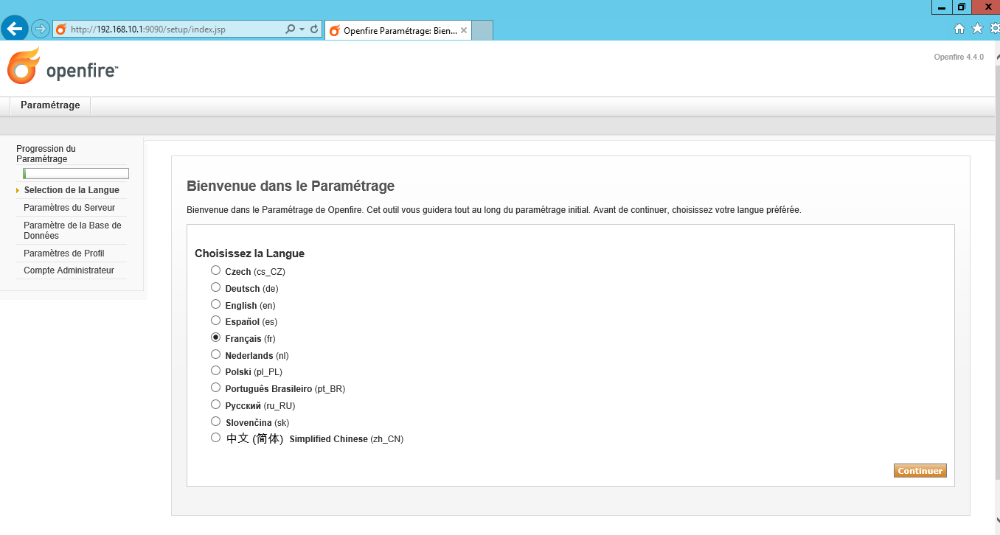 http://192.168.10.1:9090/setup/index.jsp
Openfire Paramétrage: Bien...
openfire™
Openfire 4.4.0
Paramétrage
Progression du
Paramétrage
Selection de la Langue
Paramètres du Serveur
Paramètre de la Base de
Données
Paramètres de Profil
Compte Administrateur
Bienvenue dans le Paramétrage
Bienvenue dans le Paramétrage de Openfire. Cet outil vous guidera tout au long du paramétrage initial. Avant de continuer, choisissez votre langue préférée.
Choisissez la Langue
Czech (cs_CZ)
Deutsch (de)
English (en)
Español (es)
Français (fr)
Nederlands (nl)
Polski (pl_PL)
Português Brasileiro (pt_BR)
Русский (ru_RU)
Slovenčina (sk)
中文 (简体) Simplified Chinese (zh_CN)
Continuer